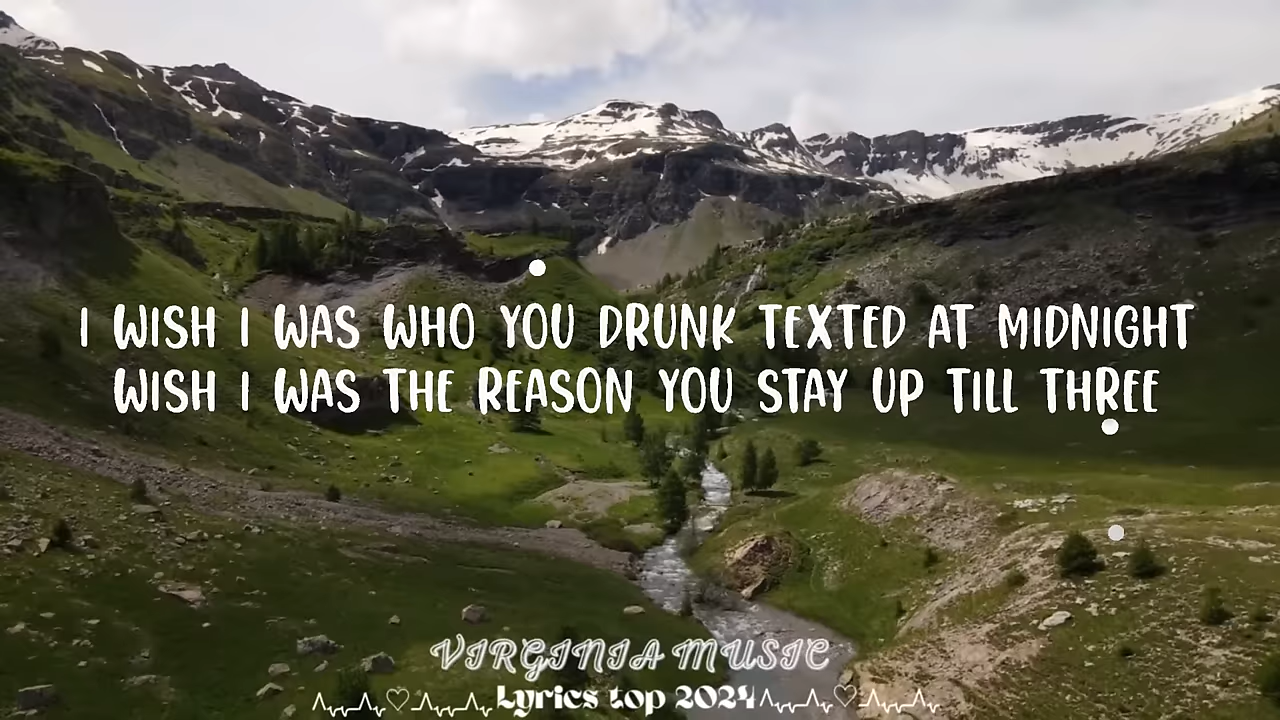 I WISH I WAS WHO YOU DRUNK TEXTED AT MIDNIGHT
WISH I WAS THE REASON YOU STAY UP TILL THREE
VIRGINIA MUSIC
Lyrics top 2024